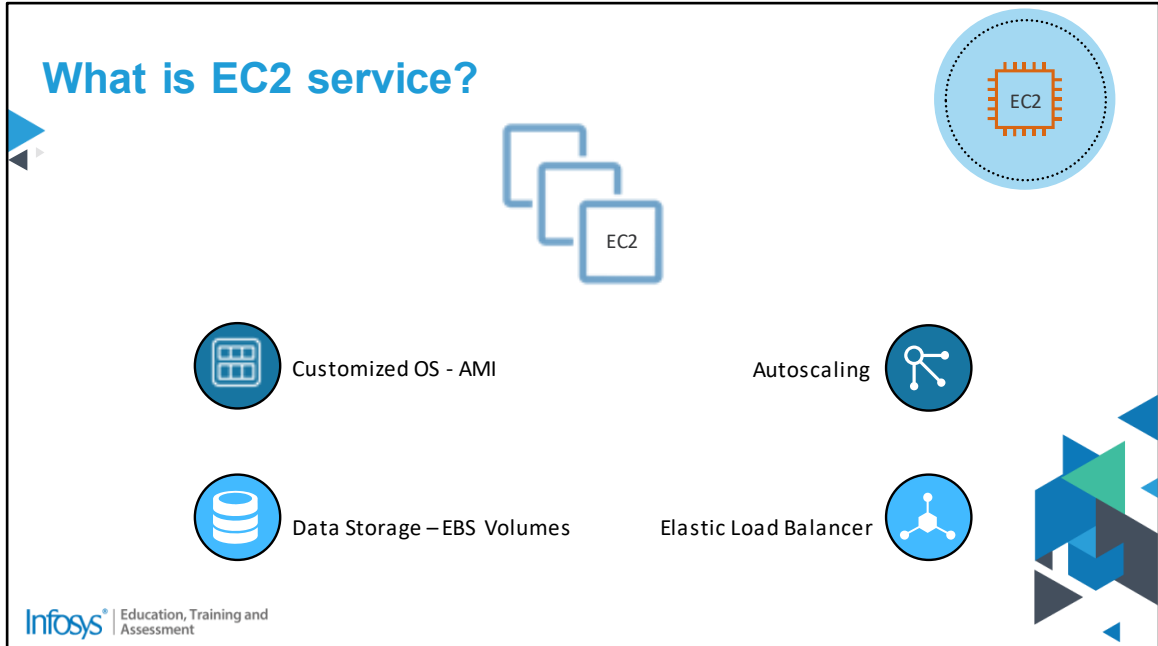 What is EC2 service?
EC2
EC2
Customized OS - AMI
Autoscaling
Data Storage – EBS Volumes
Elastic Load Balancer
Infosys® | Education, Training and
Assessment